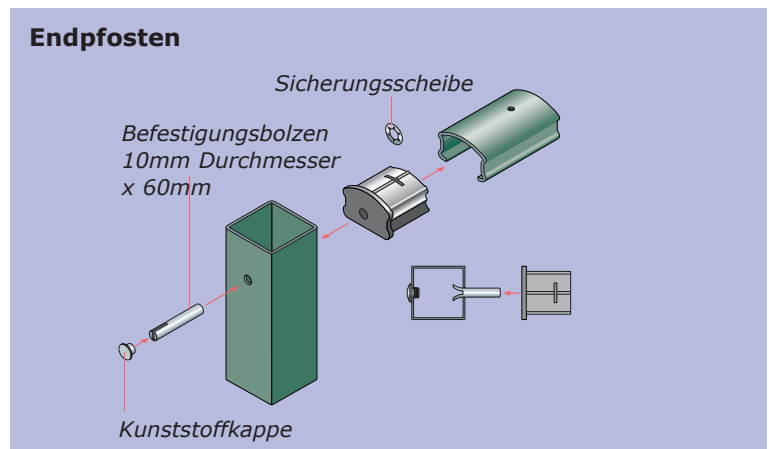 Endpfosten
Sicherungsscheibe
Befestigungsbolzen
10mm Durchmesser
x 60mm
Kunststoffkappe